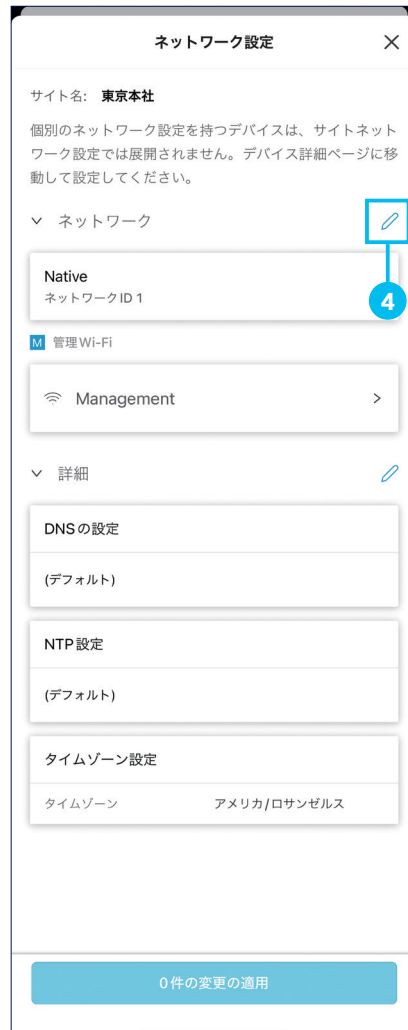 ネットワーク設定
サイト名: 東京本社
個別のネットワーク設定を持つデバイスは、サイトネット
ワーク設定では展開されません。デバイス詳細ページに移
動して設定してください。
ネットワーク
Native
ネットワークID 1
4
M 管理Wi-Fi
Management
詳細
DNSの設定
(デフォルト)
NTP設定
(デフォルト)
タイムゾーン設定
タイムゾーン アメリカ/ロサンゼルス
0件の変更の適用